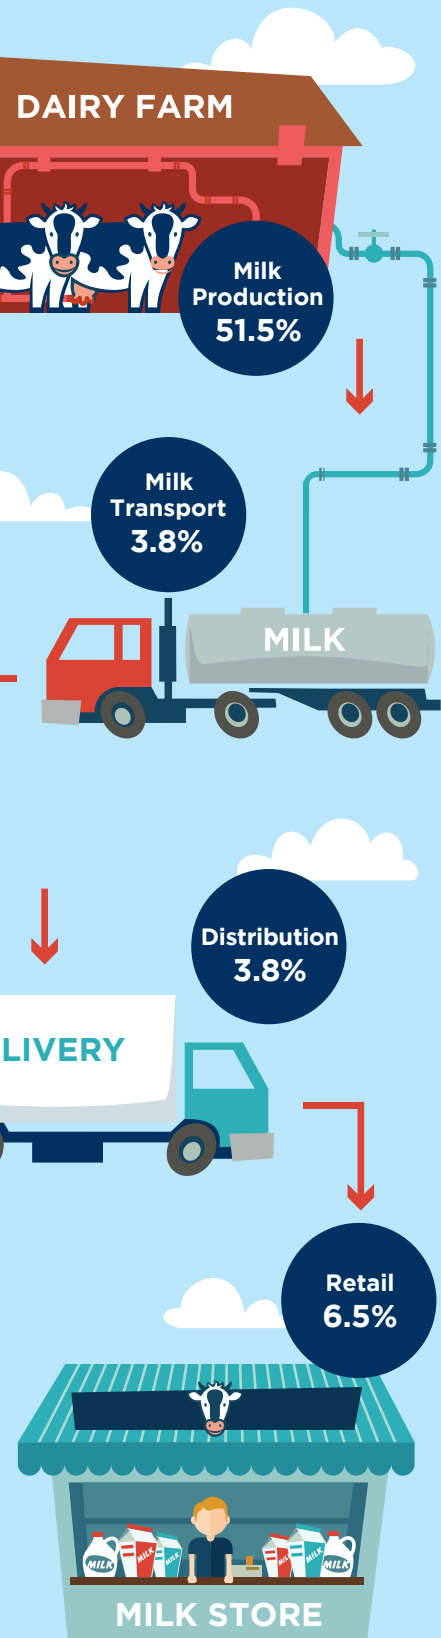 DAIRY FARM
Milk
Production
51.5%
Milk
Transport
3.8%
MILK
Distribution
3.8%
LIVERY
Retail
6.5%
MILK
MILK
MILK
MILK
MILK
MILK
MILK STORE